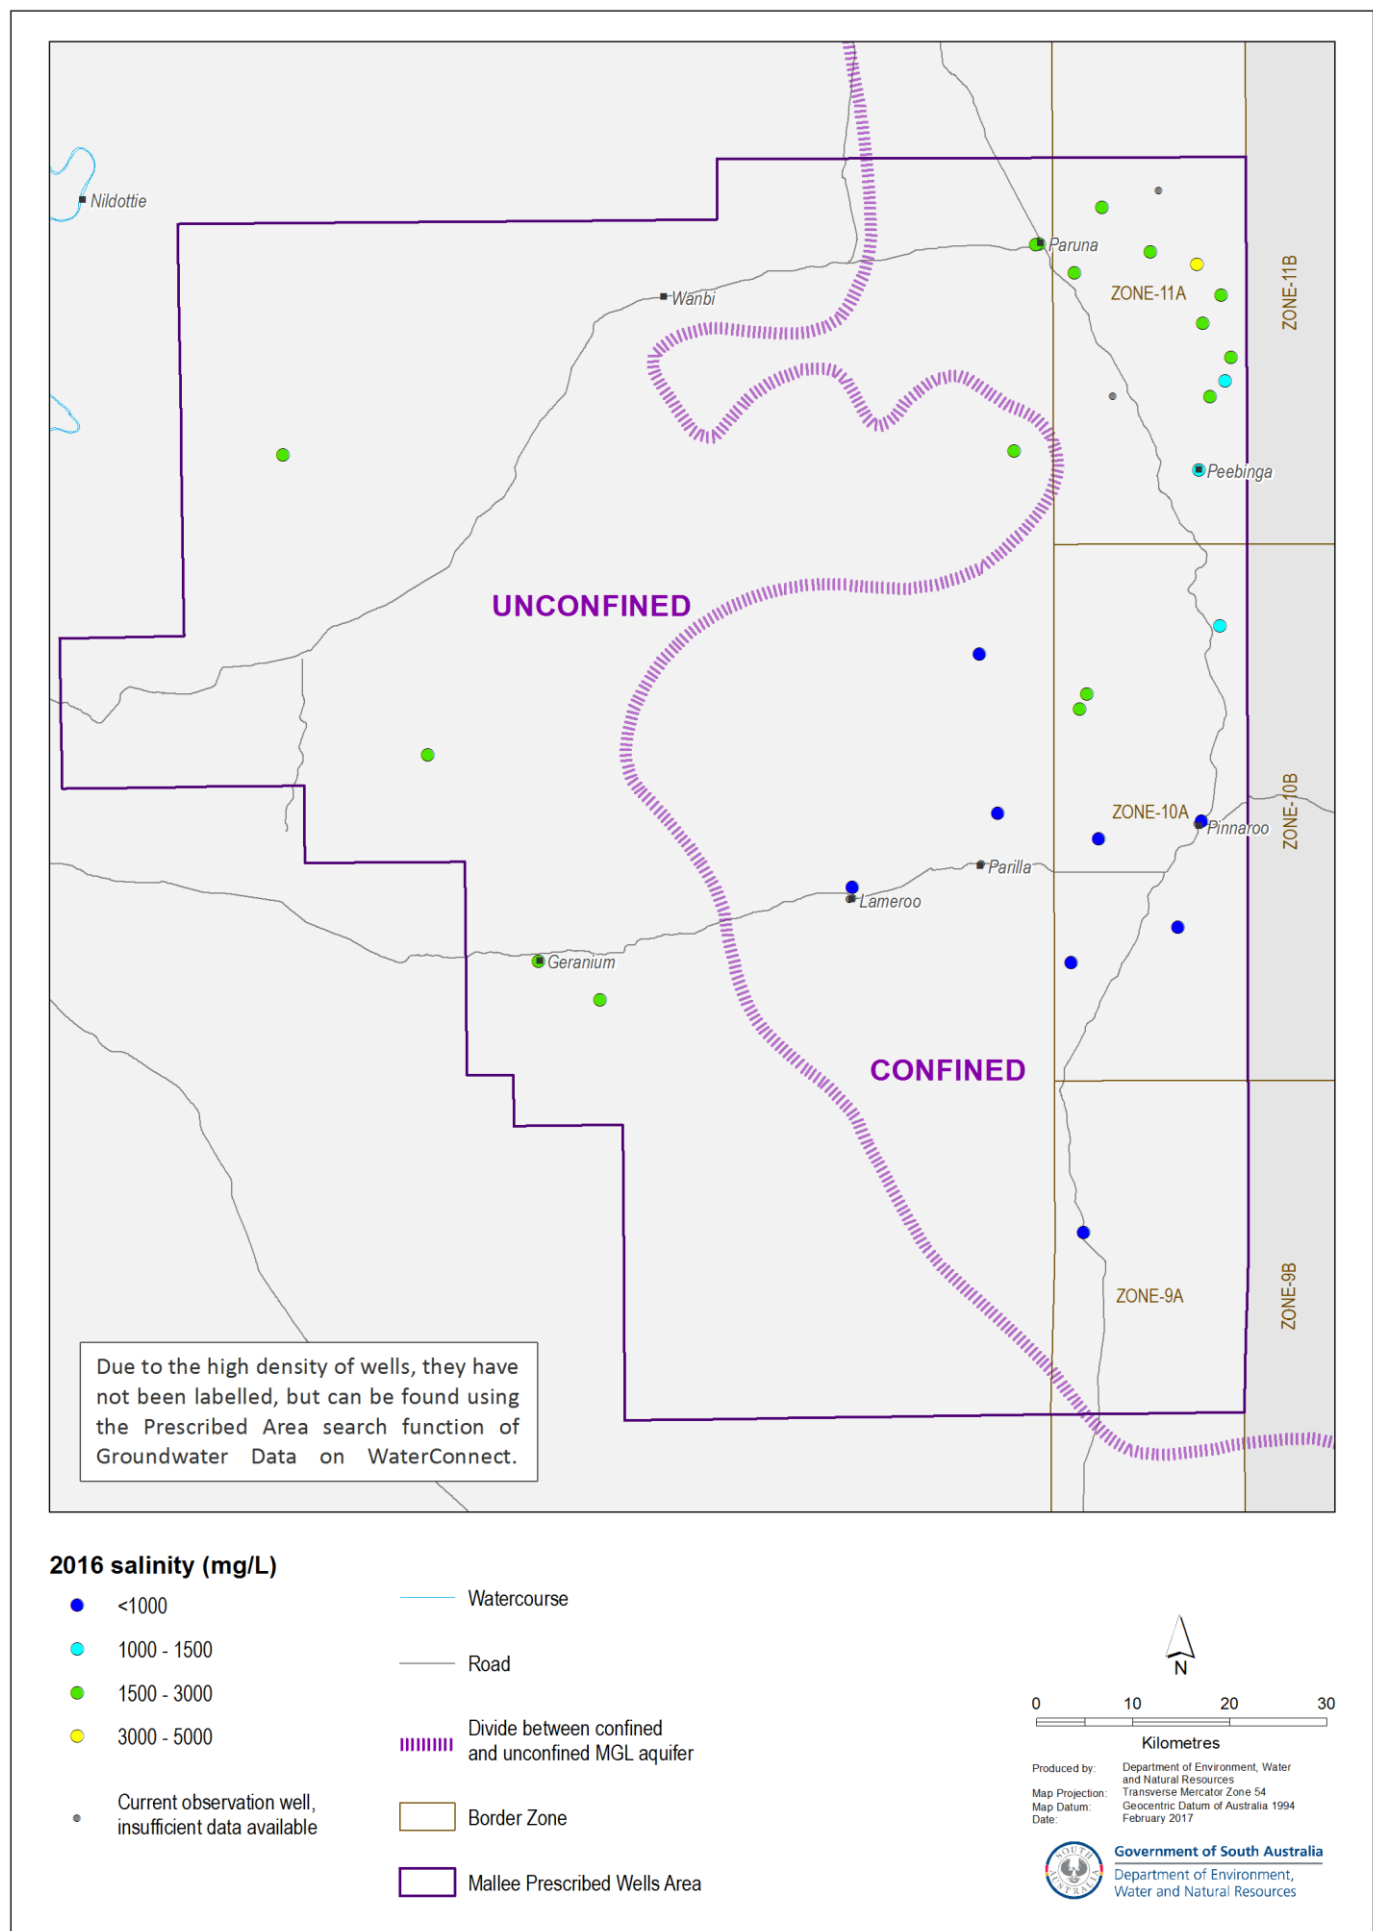 Nildottie
Paruna
ZONE-11A
ZONE-11B
Wanbi
Peebinga
UNCONFINED
ZONE-10A
ZONE-10B
Pinnaroo
Parilla
Lameroo
Geranium
CONFINED
ZONE-9A
ZONE-9B
Due to the high density of wells, they have
not been labelled, but can be found using
the Prescribed Area search function of
Groundwater Data on WaterConnect.
2016 salinity (mg/L)
<1000
1000 - 1500
1500 - 3000
3000 - 5000
Current observation well,
insufficient data available
Watercourse
Road
Divide between confined
and unconfined MGL aquifer
Border Zone
Mallee Prescribed Wells Area
N
0 10 20 30
Kilometres
Produced by: Department of Environment, Water
and Natural Resources
Map Projection: Transverse Mercator Zone 54
Map Datum: Geocentric Datum of Australia 1994
Date: February 2017
SOUTH AUSTRALIA
Government of South Australia
Department of Environment,
Water and Natural Resources